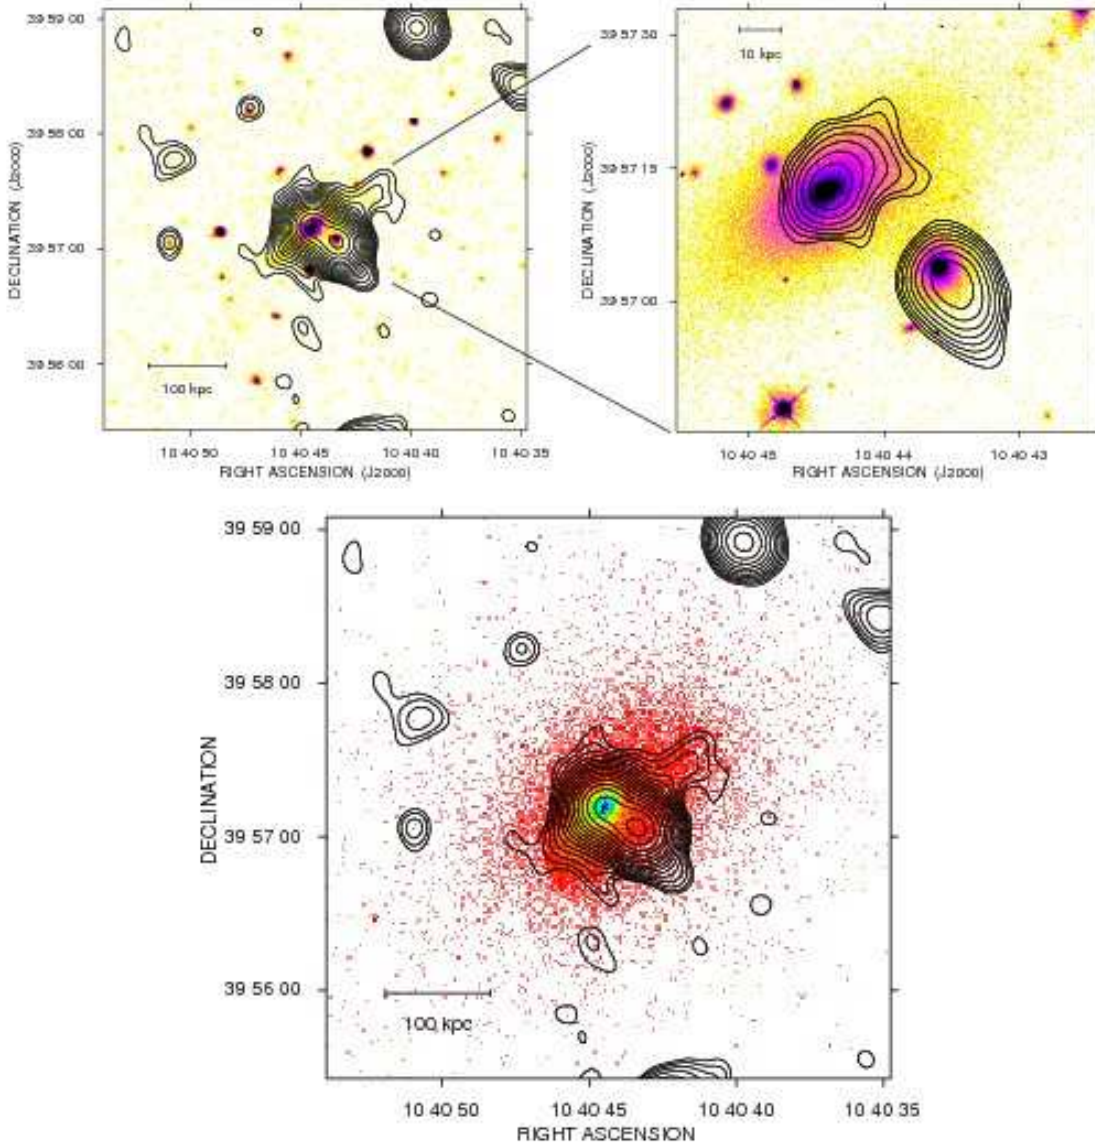 39 59 00
39 58 00
39 57 00
39 56 00
DECLINATION (J2000)
100 kpc
10 40 50
10 40 45
10 40 40
10 40 35
RIGHT ASCENSION (J2000)
10 kpc
39 57 30
39 57 15
39 57 00
DECLINATION (J2000)
10 40 45
10 40 44
10 40 43
RIGHT ASCENSION (J2000)
39 59 00
39 58 00
39 57 00
39 56 00
DECLINATION
100 kpc
10 40 50
10 40 45
10 40 40
10 40 35
RIGHT ASCENSION